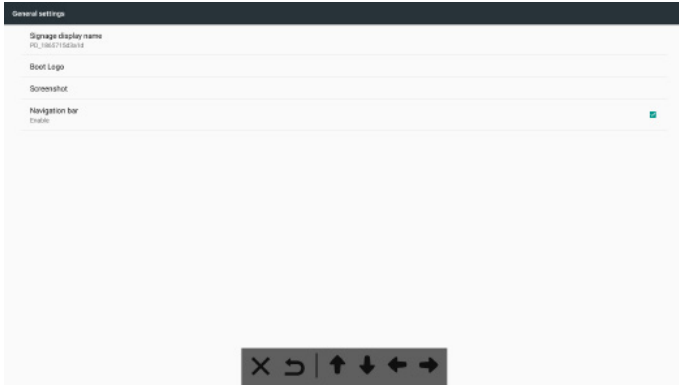 General settings
Signage display name
Boot Logo
Screenshot
Navigation bar
Enable